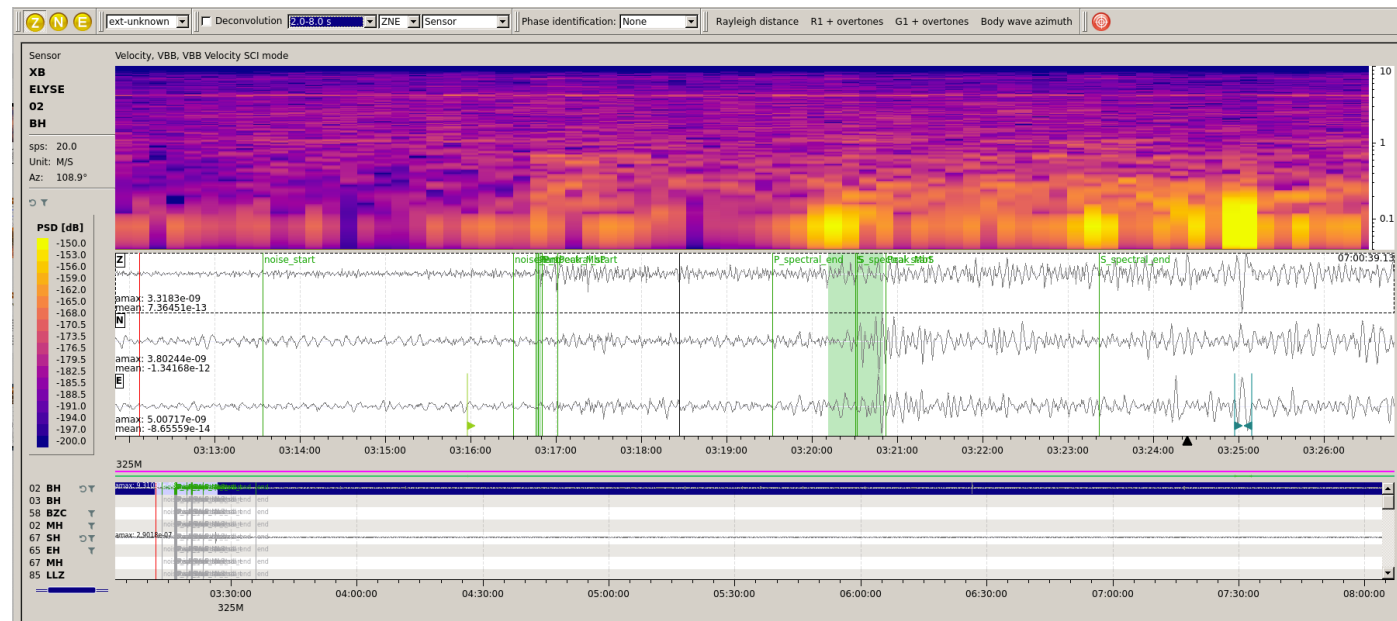 Z N E ext-unknown Deconvolution 2.0-8.0 s ZNE Sensor Phase identification: None Rayleigh distance R1 + overtones G1 + overtones Body wave azimuth
Sensor
XB
ELYSE
02
BH
sps: 20.0
Unit: M/S
Az: 108.9°
PSD [dB]
-150.0
-153.0
-156.0
-159.0
-162.0
-165.0
-168.0
-170.5
-173.5
-176.5
-179.5
-182.5
-185.5
-188.5
-191.0
-194.0
-197.0
-200.0
Velocity, VBB, VBB Velocity SCI mode
10
1
0.1
Z
noise_start
P_spectral_end
S_spectral_end
07:00:39.13
amax: 3.3183e-09
mean: 7.36451e-13
N
amax: 3.80244e-09
mean: -1.34168e-12
E
amax: 5.00717e-09
mean: -8.65559e-14
03:13:00 03:14:00 03:15:00 03:16:00 03:17:00 03:18:00 03:19:00 03:20:00 03:21:00 03:22:00 03:23:00 03:24:00 03:25:00 03:26:00
325M
02 BH
03 BH
58 BZC
02 MH
67 SH amax: 2.9018e-07
65 EH
67 MH
85 LLZ
03:30:00 04:00:00 04:30:00 05:00:00 05:30:00 06:00:00 06:30:00 07:00:00 07:30:00 08:00:00
325M